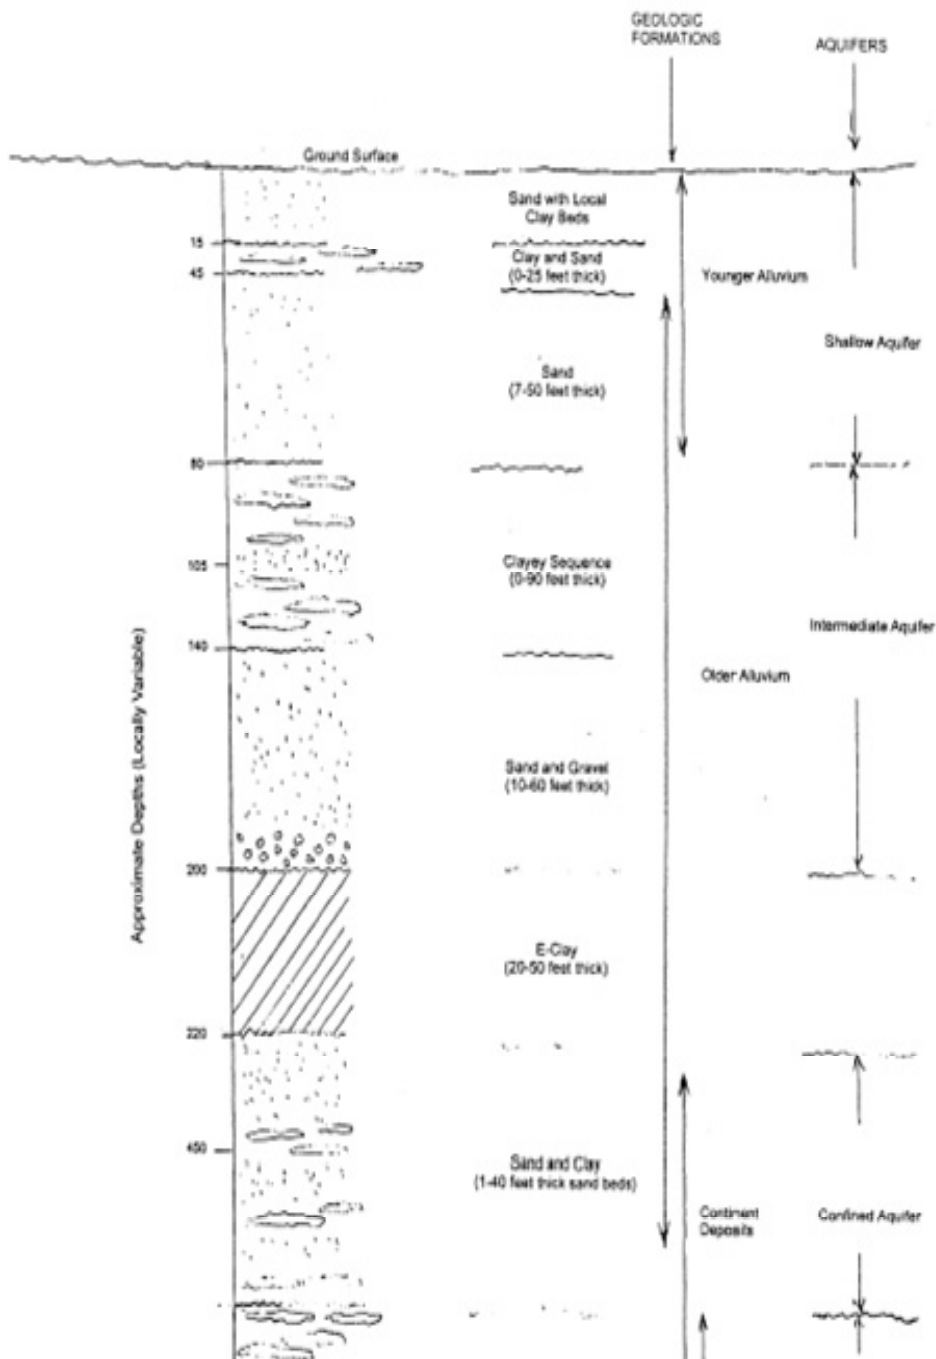 GEOLOGIC
FORMATIONS
AQUIFERS
Ground Surface
Sand with Local
Clay Beds
15
Clay and Sand
(0-25 feet thick)
45
Younger Alluvium
Shallow Aquifer
Sand
(7-50 feet thick)
80
Clayey Sequence
(0-90 feet thick)
105
Intermediate Aquifer
140
Older Alluvium
Approximate Depths (Locally Variable)
Sand and Gravel
(10-60 feet thick)
200
E-Clay
(20-50 feet thick)
220
450
Sand and Clay
(1-40 feet thick sand beds)
Continent
Deposits
Confined Aquifer